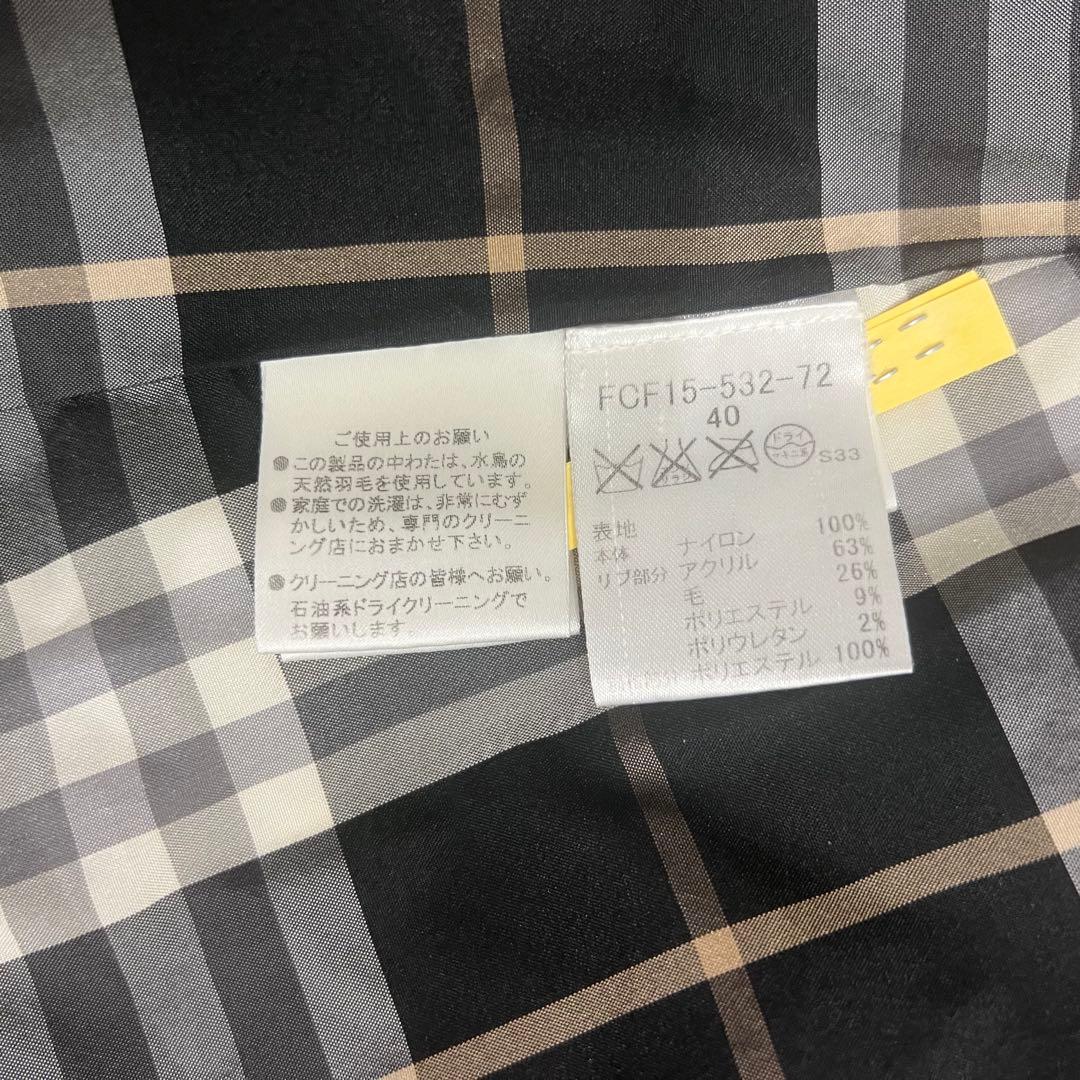 ご使用上のお願い
●この製品の中わたは、水鳥の
天然羽毛を使用しています。
●家庭での洗濯は、非常にむず
かしいため、専門のクリーニ
ング店におまかせ下さい。
●クリーニング店の皆様へお願い。
石油系ドライクリーニングで
お願いします。
FCF15-532-72
40
ドライ
セキユ系
S33
表地
本体 ナイロン 100%
リブ部分 アクリル 63%
毛 26%
ポリエステル 9%
ポリウレタン 2%
ポリエステル 100%